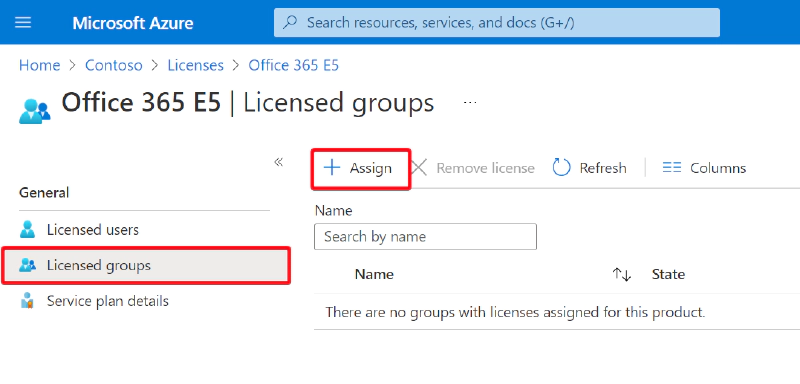 Microsoft Azure
Search resources, services, and docs (G+/)
Home > Contoso > Licenses > Office 365 E5
Office 365 E5 | Licensed groups ...
«
+ Assign
Remove license
Refresh
Columns
General
Licensed users
Licensed groups
Service plan details
Name
Search by name
Name ↑↓ State
There are no groups with licenses assigned for this product.